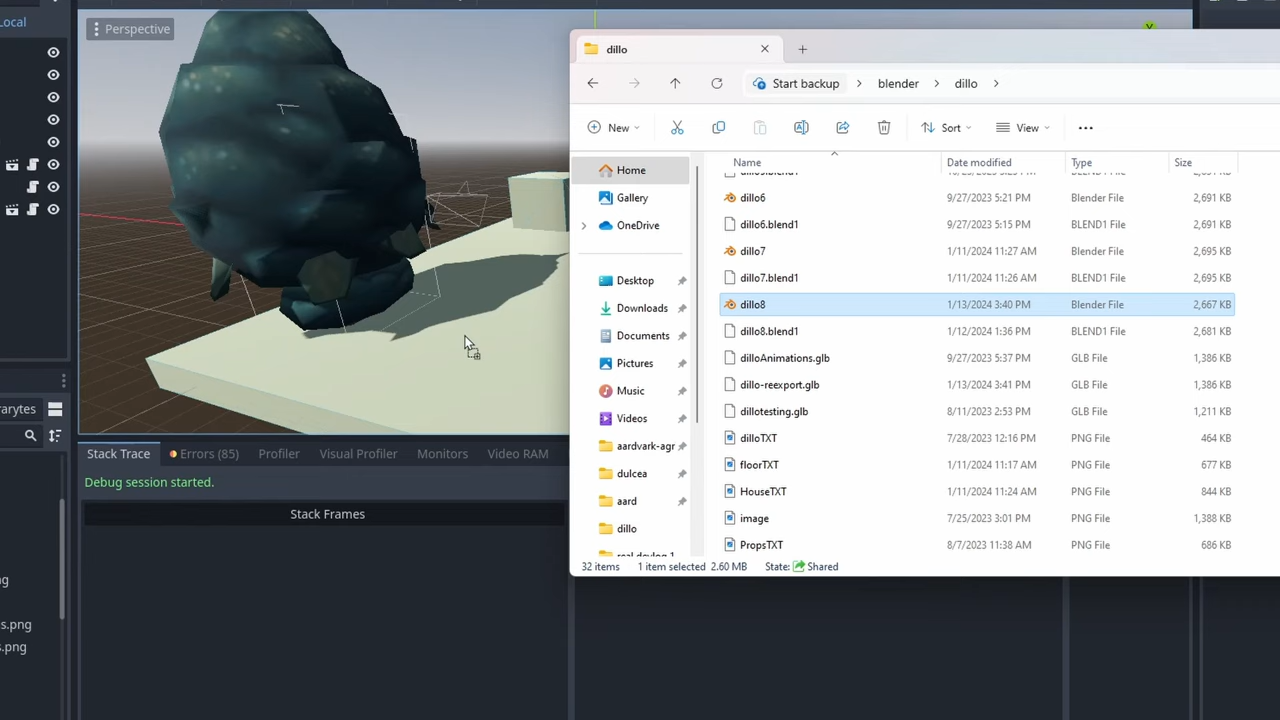 Local
Perspective
arytes
Stack Trace
Errors (85)
Profiler
Visual Profiler
Monitors
Video RAM
Debug session started.
Stack Frames
s.png
s.png
dillo
Start backup
blender
dillo
New
Sort
View
Name
Date modified
Type
Size
Home
Gallery
OneDrive
Desktop
Downloads
Documents
Pictures
Music
Videos
aardvark-agr
dulcea
aard
dillo
real devlog 1
dillo6 9/27/2023 5:21 PM Blender File 2,691 KB
dillo6.blend1 9/27/2023 5:15 PM BLEND1 File 2,691 KB
dillo7 1/11/2024 11:27 AM Blender File 2,695 KB
dillo7.blend1 1/11/2024 11:26 AM BLEND1 File 2,695 KB
dillo8 1/13/2024 3:40 PM Blender File 2,667 KB
dillo8.blend1 1/12/2024 1:36 PM BLEND1 File 2,681 KB
dilloAnimations.glb 9/27/2023 5:37 PM GLB File 1,386 KB
dillo-reexport.glb 1/13/2024 3:41 PM GLB File 1,386 KB
dillotesting.glb 8/11/2023 2:53 PM GLB File 1,211 KB
dilloTXT 7/28/2023 12:16 PM PNG File 464 KB
floorTXT 1/11/2024 11:17 AM PNG File 677 KB
HouseTXT 1/11/2024 11:24 AM PNG File 844 KB
image 7/25/2023 3:01 PM PNG File 1,388 KB
PropsTXT 8/7/2023 11:38 AM PNG File 686 KB
32 items 1 item selected 2.60 MB State: Shared